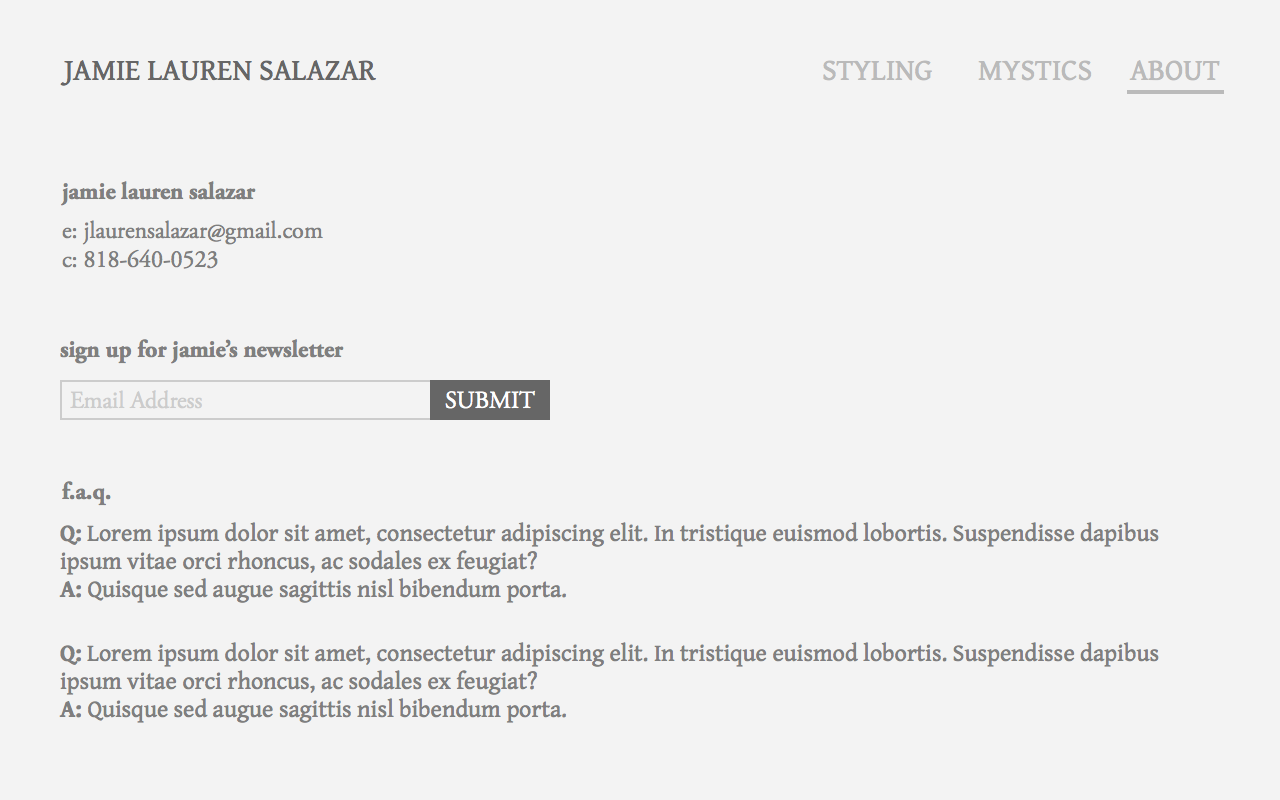 JAMIE LAUREN SALAZAR STYLING MYSTICS ABOUT
jamie lauren salazar
e: jlaurensalazar@gmail.com
c: 818-640-0523
sign up for jamie’s newsletter
Email Address SUBMIT
f.a.q.
Q: Lorem ipsum dolor sit amet, consectetur adipiscing elit. In tristique euismod lobortis. Suspendisse dapibus
ipsum vitae orci rhoncus, ac sodales ex feugiat?
A: Quisque sed augue sagittis nisl bibendum porta.
Q: Lorem ipsum dolor sit amet, consectetur adipiscing elit. In tristique euismod lobortis. Suspendisse dapibus
ipsum vitae orci rhoncus, ac sodales ex feugiat?
A: Quisque sed augue sagittis nisl bibendum porta.